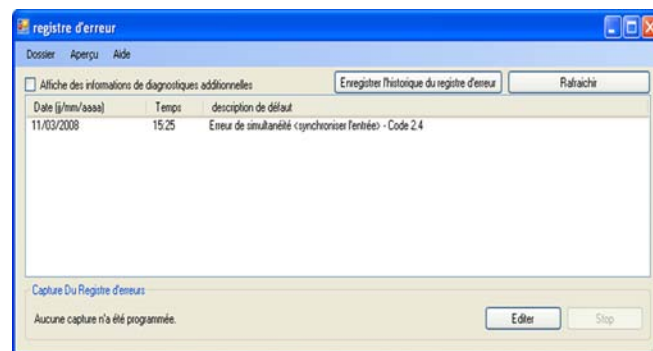 registre d'erreur
Dossier Aperçu Aide
Affiche des informations de diagnostiques additionnelles Enregistrer l'historique du registre d'erreur Rafraichir
Date (jj/mm/aaaa) Temps description de défaut
11/03/2008 15:25 Erreur de simultanéité <synchroniser l'entrée> - Code 2.4
Capture Du Registre d'erreurs
Aucune capture n'a été programmée. Editer Stop